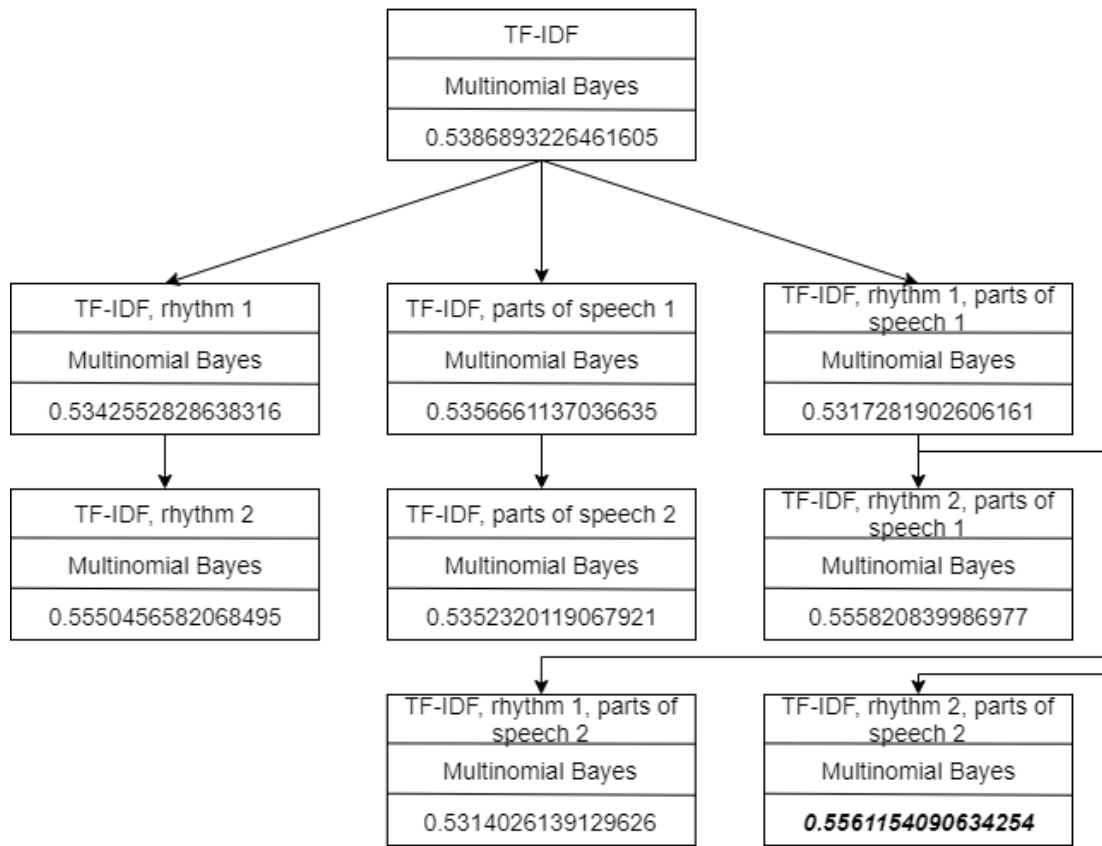 TF-IDF
Multinomial Bayes
0.5386893226461605
TF-IDF, rhythm 1
Multinomial Bayes
0.5342552828638316
TF-IDF, parts of speech 1
Multinomial Bayes
0.53566611370366​35
TF-IDF, rhythm 1, parts of
speech 1
Multinomial Bayes
0.5317281902606161
TF-IDF, rhythm 2
Multinomial Bayes
0.5550456582068495
TF-IDF, parts of speech 2
Multinomial Bayes
0.5352320119067921
TF-IDF, rhythm 2, parts of
speech 1
Multinomial Bayes
0.555820839986977
TF-IDF, rhythm 1, parts of
speech 2
Multinomial Bayes
0.5314026139129626
TF-IDF, rhythm 2, parts of
speech 2
Multinomial Bayes
0.5561154090634254